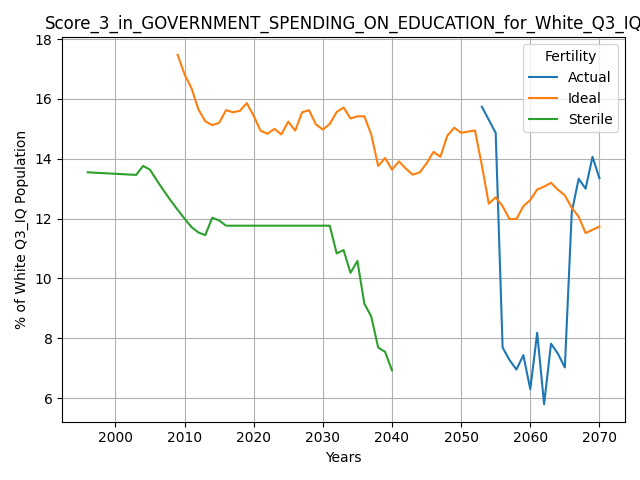 Score_3_in_GOVERNMENT_SPENDING_ON_EDUCATION_for_White_Q3_IQ
% of White Q3_IQ Population
18
16
14
12
10
8
6
Fertility
Actual
Ideal
Sterile
2000 2010 2020 2030 2040 2050 2060 2070
Years